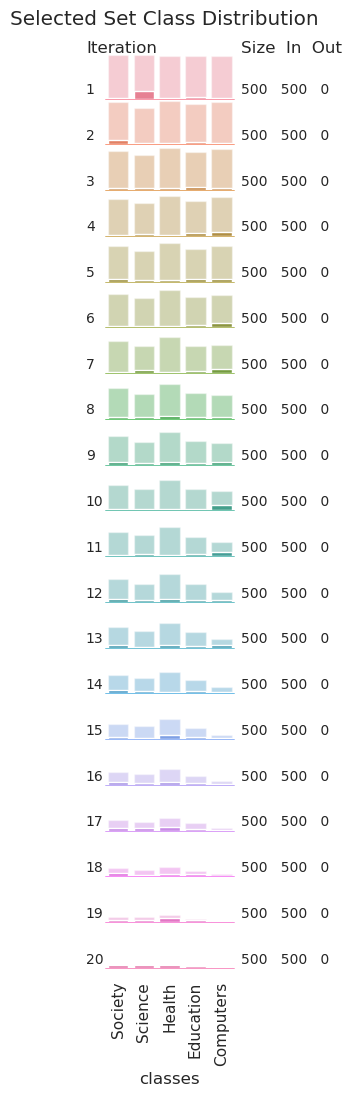 Selected Set Class Distribution
Iteration Size In Out
1 500 500 0
2 500 500 0
3 500 500 0
4 500 500 0
5 500 500 0
6 500 500 0
7 500 500 0
8 500 500 0
9 500 500 0
10 500 500 0
11 500 500 0
12 500 500 0
13 500 500 0
14 500 500 0
15 500 500 0
16 500 500 0
17 500 500 0
18 500 500 0
19 500 500 0
20 500 500 0
Society
Science
Health
Education
Computers
classes